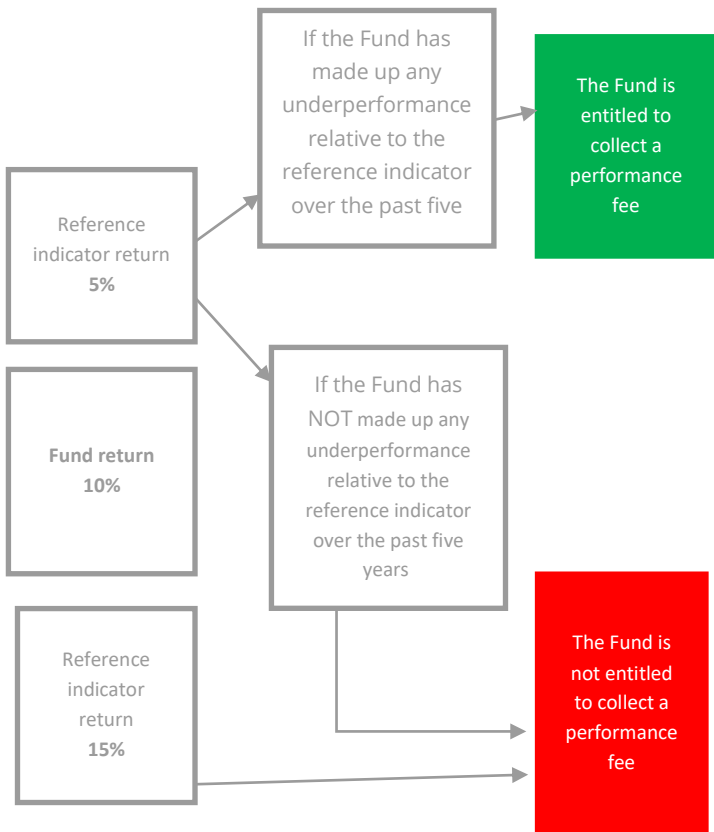 If the Fund has
made up any
underperformance
relative to the
reference indicator
over the past five
The Fund is
entitled to
collect a
performance
fee
Reference
indicator return
5%
If the Fund has
NOT made up any
underperformance
relative to the
reference indicator
over the past five
years
Fund return
10%
Reference
indicator
return
15%
The Fund is
not entitled
to collect a
performance
fee